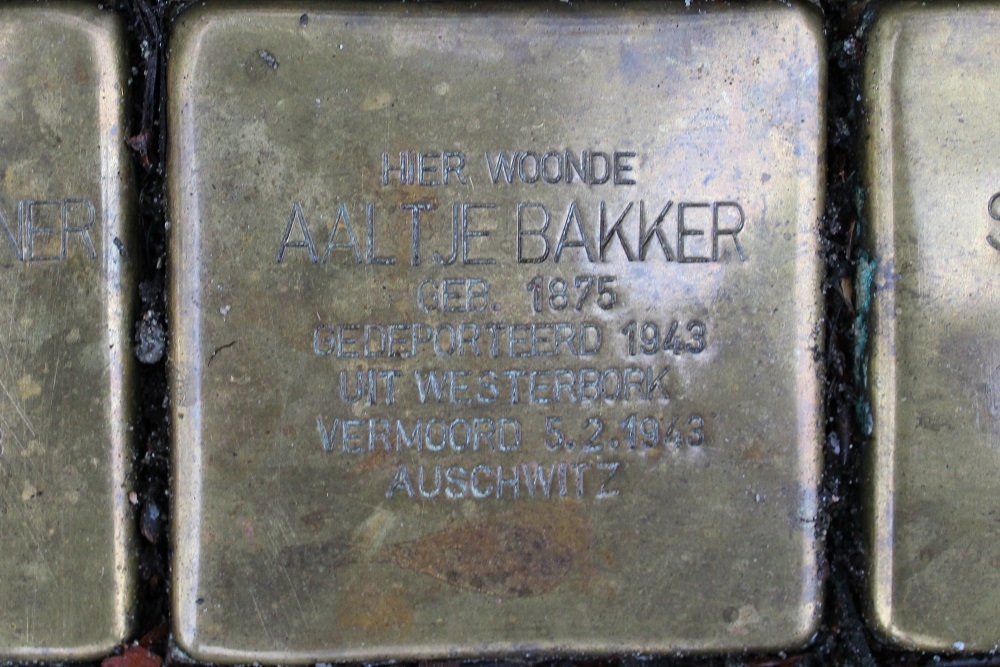 HIER WOONDE
AALTJE BAKKER
GEB. 1875
GEDEPORTEERD 1943
UIT WESTERBORK
VERMOORD 5.2.1943
AUSCHWITZ